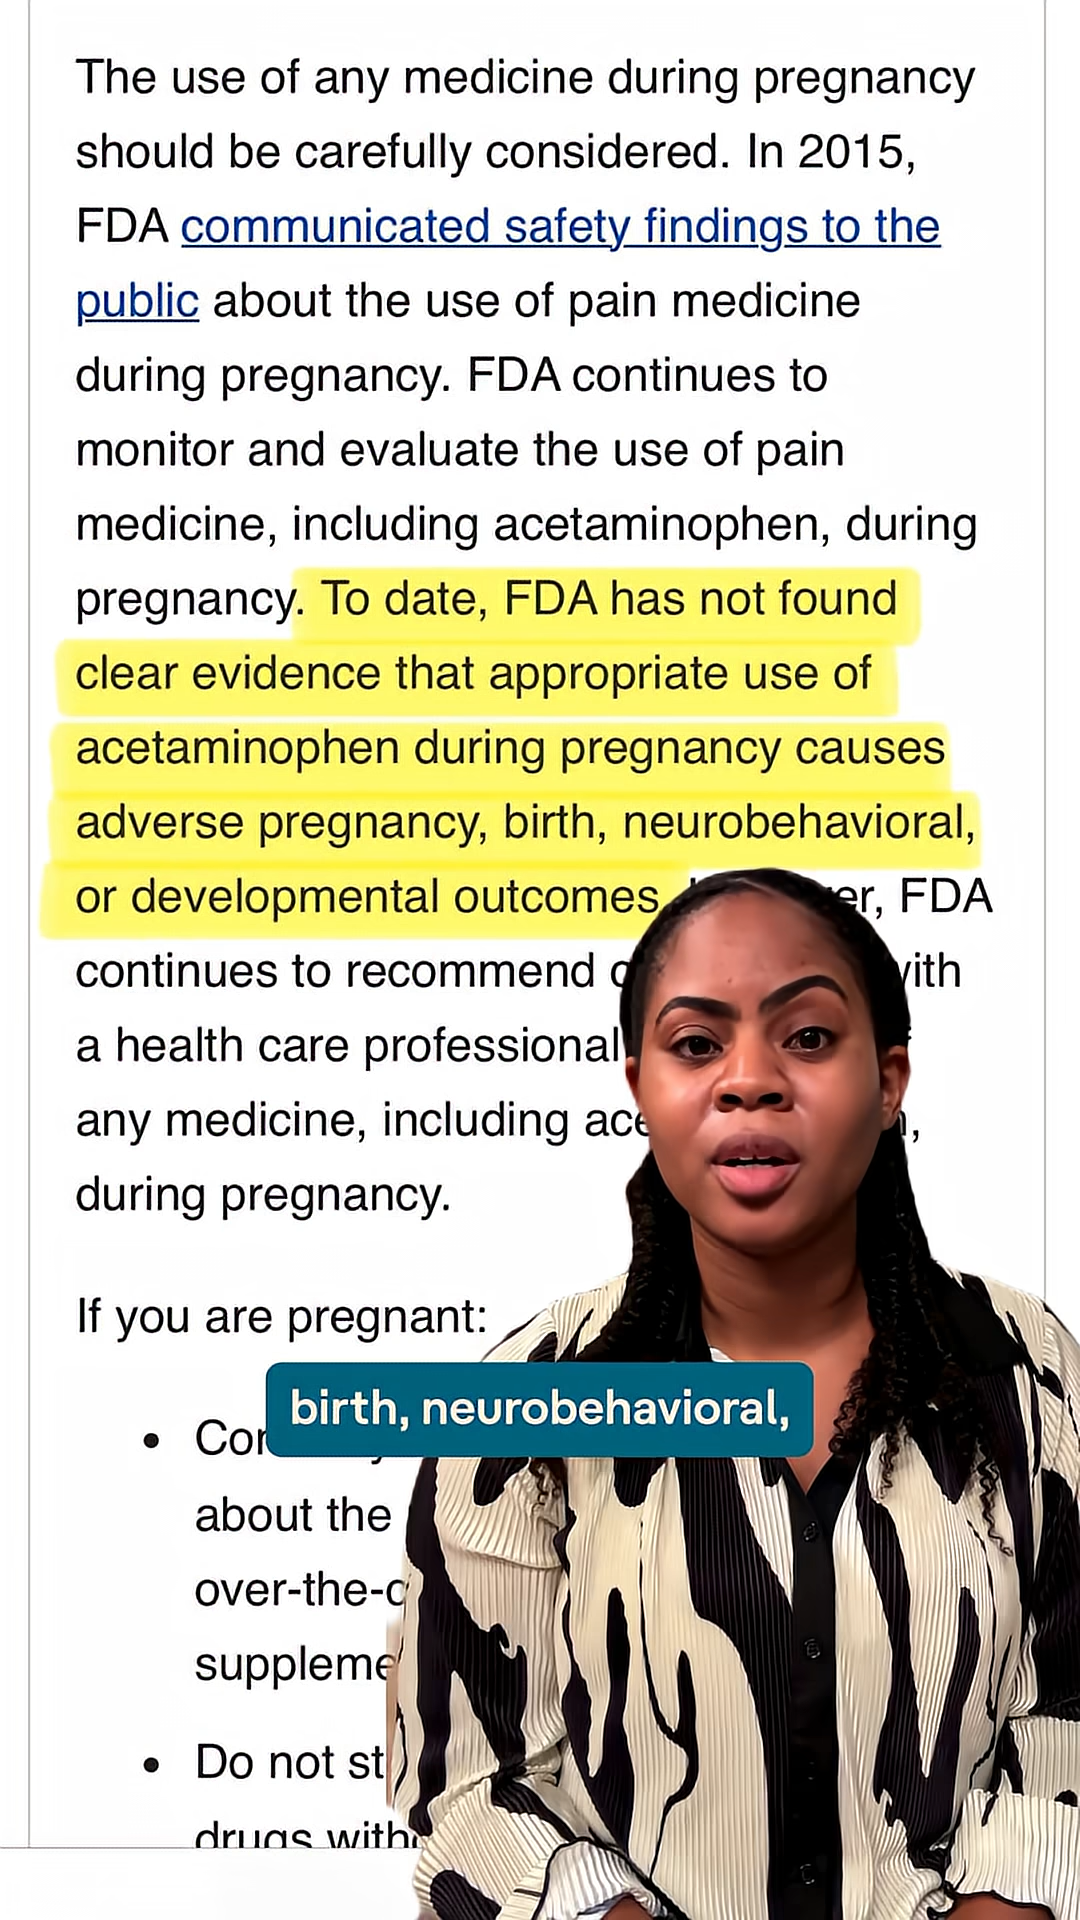 The use of any medicine during pregnancy
should be carefully considered. In 2015,
FDA communicated safety findings to the
public about the use of pain medicine
during pregnancy. FDA continues to
monitor and evaluate the use of pain
medicine, including acetaminophen, during
pregnancy. To date, FDA has not found
clear evidence that appropriate use of
acetaminophen during pregnancy causes
adverse pregnancy, birth, neurobehavioral,
or developmental outcomes. FDA
continues to recommend
a health care professional
any medicine, including
during pregnancy.
If you are pregnant:
birth, neurobehavioral,
about the
Do not